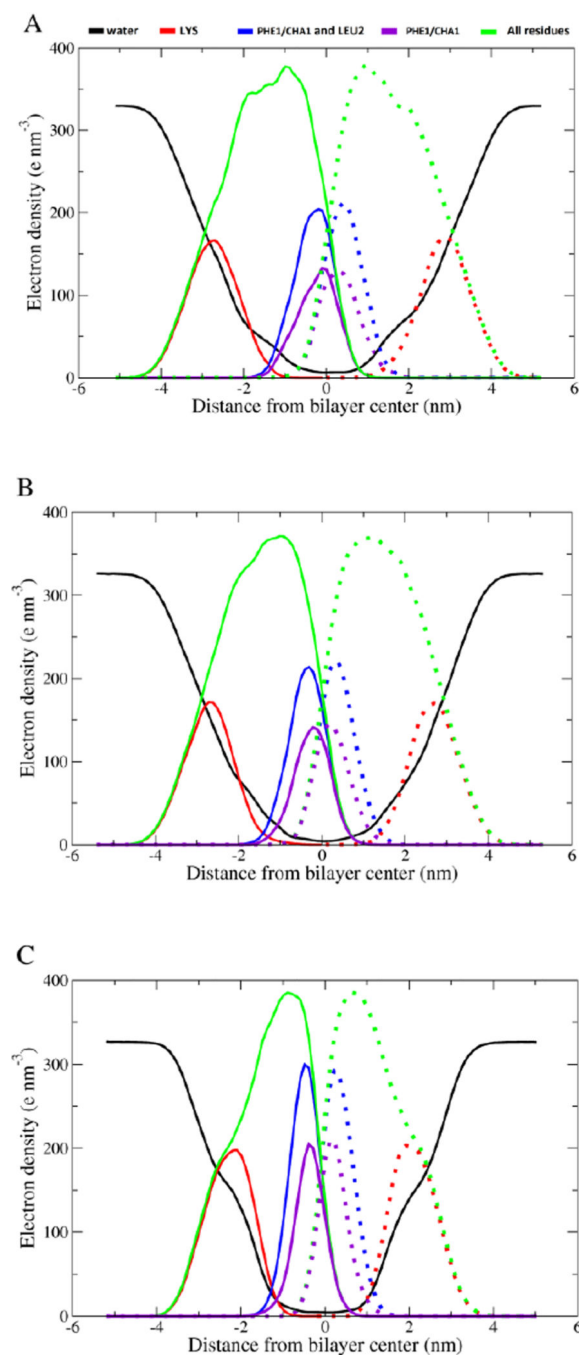 A water LYS PHE1/CHA1 and LEU2 PHE1/CHA1 All residues
400
300
200
100
0
Electron density (e nm⁻³)
-6 -4 -2 0 2 4 6
Distance from bilayer center (nm)
B
400
300
200
100
0
Electron density (e nm⁻³)
-6 -4 -2 0 2 4 6
Distance from bilayer center (nm)
C
400
300
200
100
0
Electron density (e nm⁻³)
-6 -4 -2 0 2 4 6
Distance from bilayer center (nm)